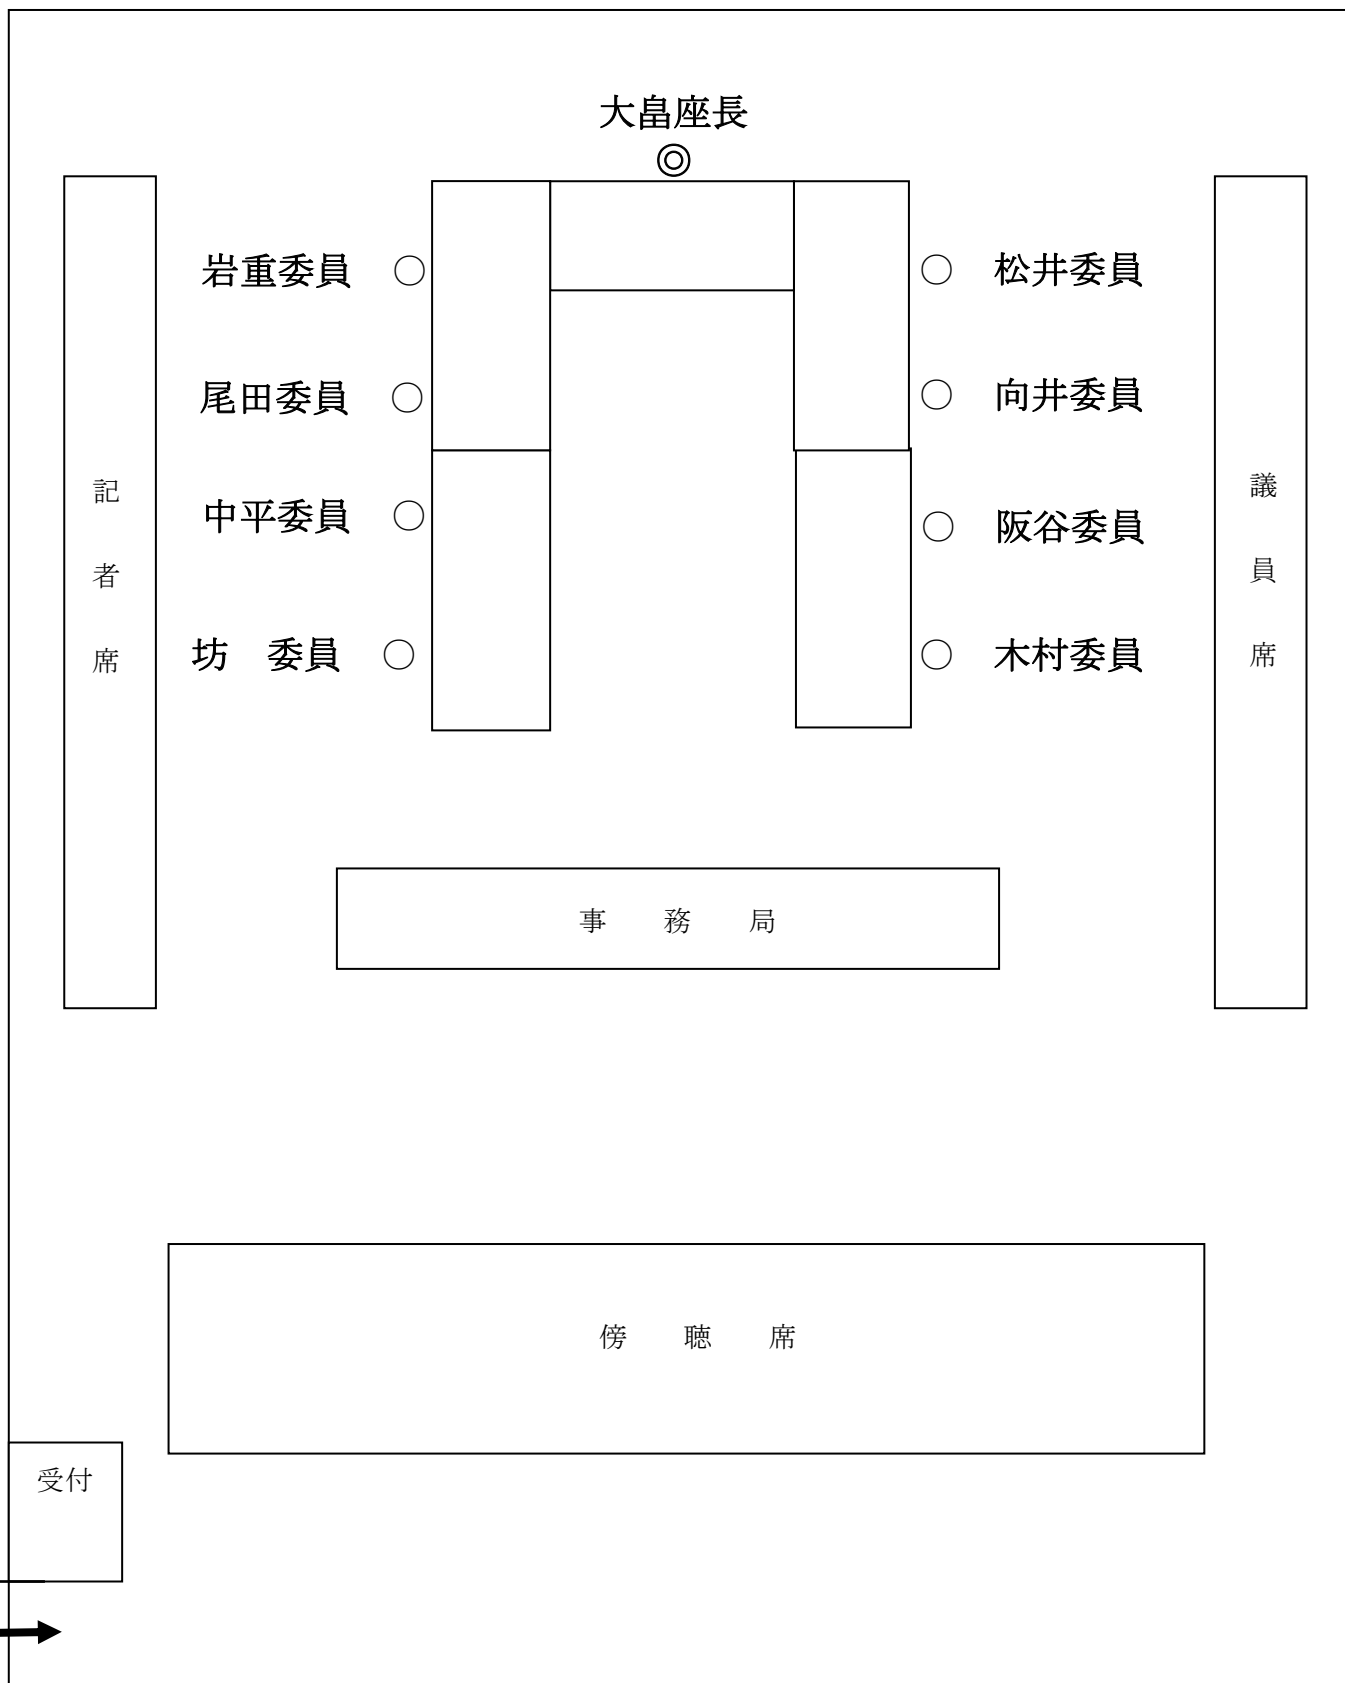 大畠座長
岩重委員 ○
○ 松井委員
尾田委員 ○
○ 向井委員
中平委員 ○
○ 阪谷委員
坊　委員 ○
○ 木村委員
記者席
議員席
事　務　局
傍　聴　席
受付